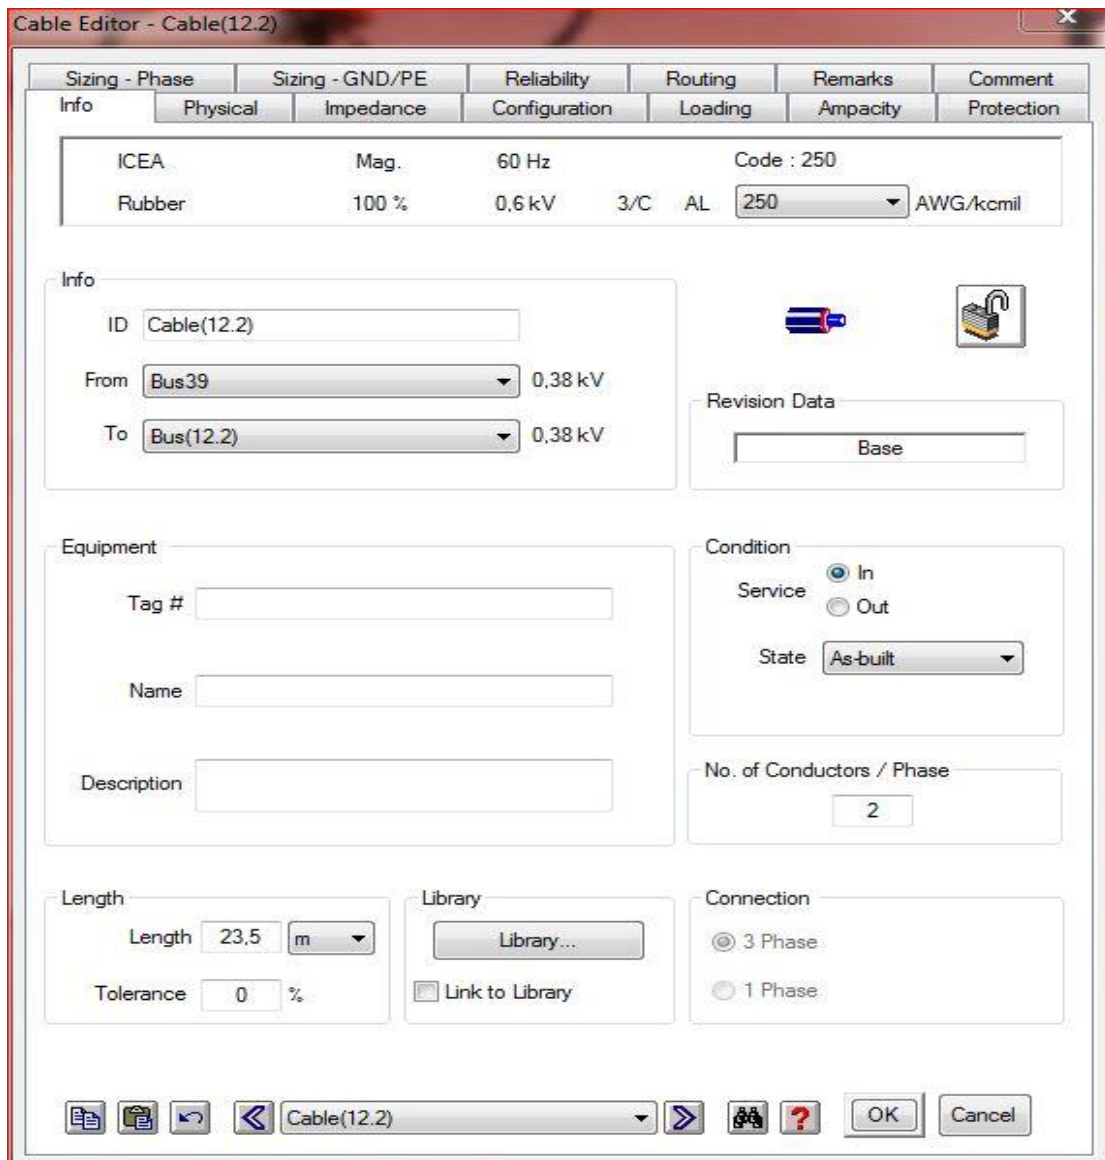 Cable Editor - Cable(12.2)
Sizing - Phase Sizing - GND/PE Reliability Routing Remarks Comment
Info Physical Impedance Configuration Loading Ampacity Protection
ICEA Mag. 60 Hz Code : 250
Rubber 100 % 0,6 kV 3/C AL 250 AWG/kcmil
Info
ID Cable(12.2)
From Bus39 0,38 kV
To Bus(12.2) 0,38 kV
Revision Data
Base
Equipment
Tag #
Name
Description
Condition
Service In
Out
State As-built
No. of Conductors / Phase
2
Length
Length 23,5 m
Tolerance 0 %
Library
Library...
Link to Library
Connection
3 Phase
1 Phase
Cable(12.2) ? OK Cancel